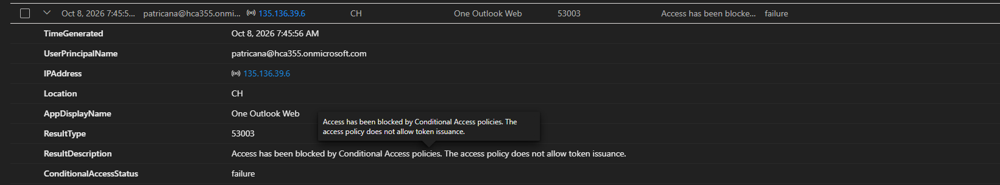 Oct 8, 2026 7:45:5... patricana@hca355.onmi... 135.136.39.6 CH One Outlook Web 53003 Access has been blocke... failure
TimeGenerated Oct 8, 2026 7:45:56 AM
UserPrincipalName patricana@hca355.onmicrosoft.com
IPAddress 135.136.39.6
Location CH
AppDisplayName One Outlook Web
Access has been blocked by Conditional Access policies. The
access policy does not allow token issuance.
ResultType 53003
ResultDescription Access has been blocked by Conditional Access policies. The access policy does not allow token issuance.
ConditionalAccessStatus failure